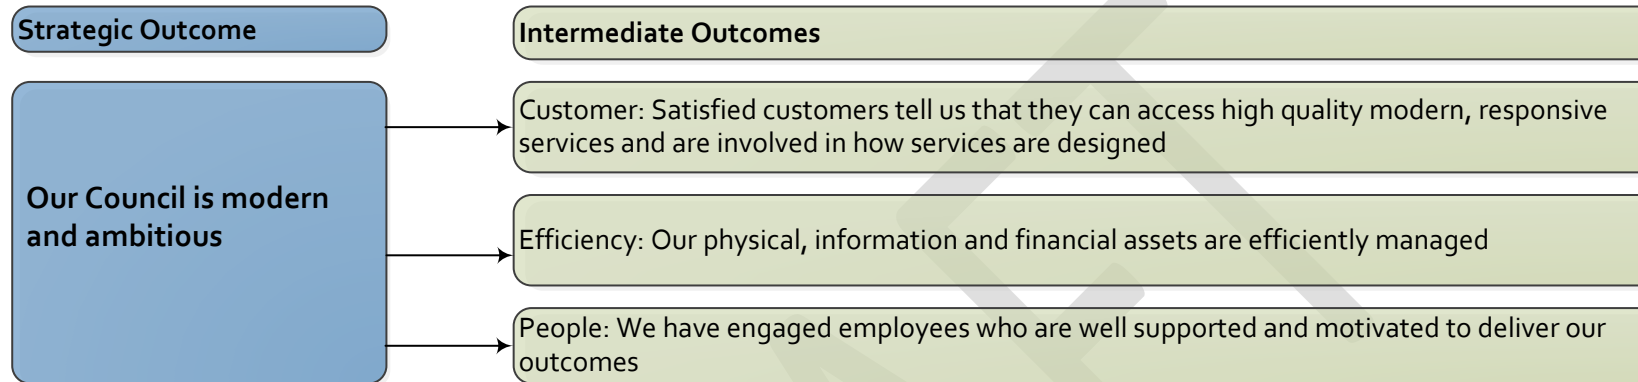 Strategic Outcome
Intermediate Outcomes
Our Council is modern
and ambitious
Customer: Satisfied customers tell us that they can access high quality modern, responsive
services and are involved in how services are designed
Efficiency: Our physical, information and financial assets are efficiently managed
People: We have engaged employees who are well supported and motivated to deliver our
outcomes